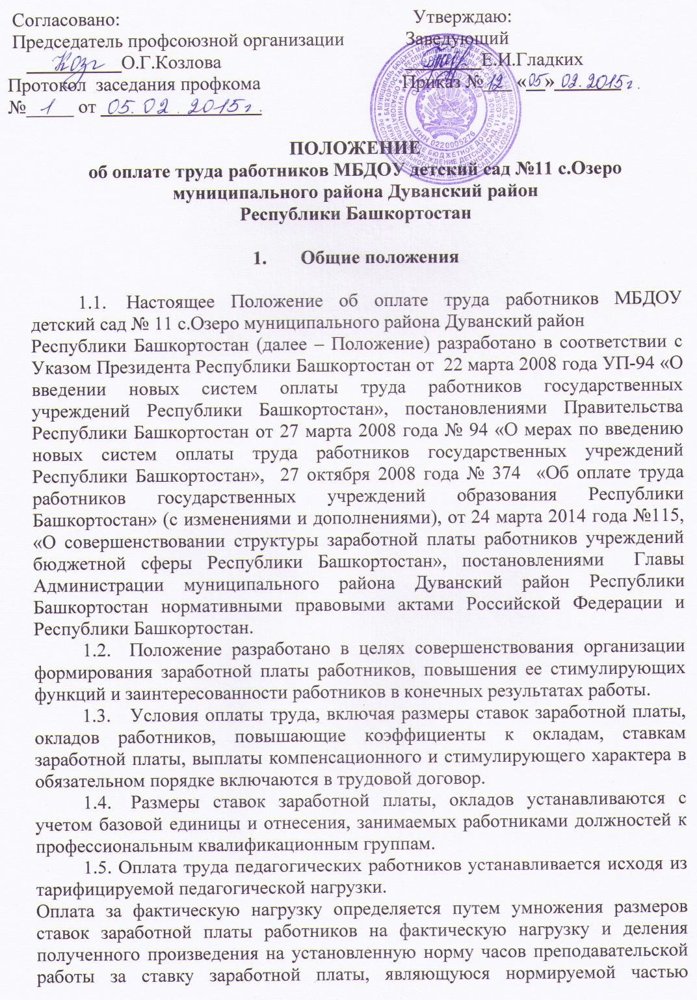 Согласовано: Утверждаю:
Председатель профсоюзной организации Заведующий
__________О.Г.Козлова ________Е.И.Гладких
Протокол заседания профкома Приказ № 12 «05» 02.2015г.
№ 1 от 05.02.2015г.
ИНН 0220005276
ПОЛОЖЕНИЕ
об оплате труда работников МБДОУ детский сад №11 с.Озеро
муниципального района Дуванский район
Республики Башкортостан
1. Общие положения
1.1. Настоящее Положение об оплате труда работников МБДОУ
детский сад № 11 с.Озеро муниципального района Дуванский район
Республики Башкортостан (далее – Положение) разработано в соответствии с
Указом Президента Республики Башкортостан от 22 марта 2008 года УП-94 «О
введении новых систем оплаты труда работников государственных
учреждений Республики Башкортостан», постановлениями Правительства
Республики Башкортостан от 27 марта 2008 года № 94 «О мерах по введению
новых систем оплаты труда работников государственных учреждений
Республики Башкортостан», 27 октября 2008 года № 374 «Об оплате труда
работников государственных учреждений образования Республики
Башкортостан» (с изменениями и дополнениями), от 24 марта 2014 года №115,
«О совершенствовании структуры заработной платы работников учреждений
бюджетной сферы Республики Башкортостан», постановлениями Главы
Администрации муниципального района Дуванский район Республики
Башкортостан нормативными правовыми актами Российской Федерации и
Республики Башкортостан.
1.2. Положение разработано в целях совершенствования организации
формирования заработной платы работников, повышения ее стимулирующих
функций и заинтересованности работников в конечных результатах работы.
1.3. Условия оплаты труда, включая размеры ставок заработной платы,
окладов работников, повышающие коэффициенты к окладам, ставкам
заработной платы, выплаты компенсационного и стимулирующего характера в
обязательном порядке включаются в трудовой договор.
1.4. Размеры ставок заработной платы, окладов устанавливаются с
учетом базовой единицы и отнесения, занимаемых работниками должностей к
профессиональным квалификационным группам.
1.5. Оплата труда педагогических работников устанавливается исходя из
тарифицируемой педагогической нагрузки.
Оплата за фактическую нагрузку определяется путем умножения размеров
ставок заработной платы работников на фактическую нагрузку и деления
полученного произведения на установленную норму часов преподавательской
работы за ставку заработной платы, являющуюся нормируемой частью